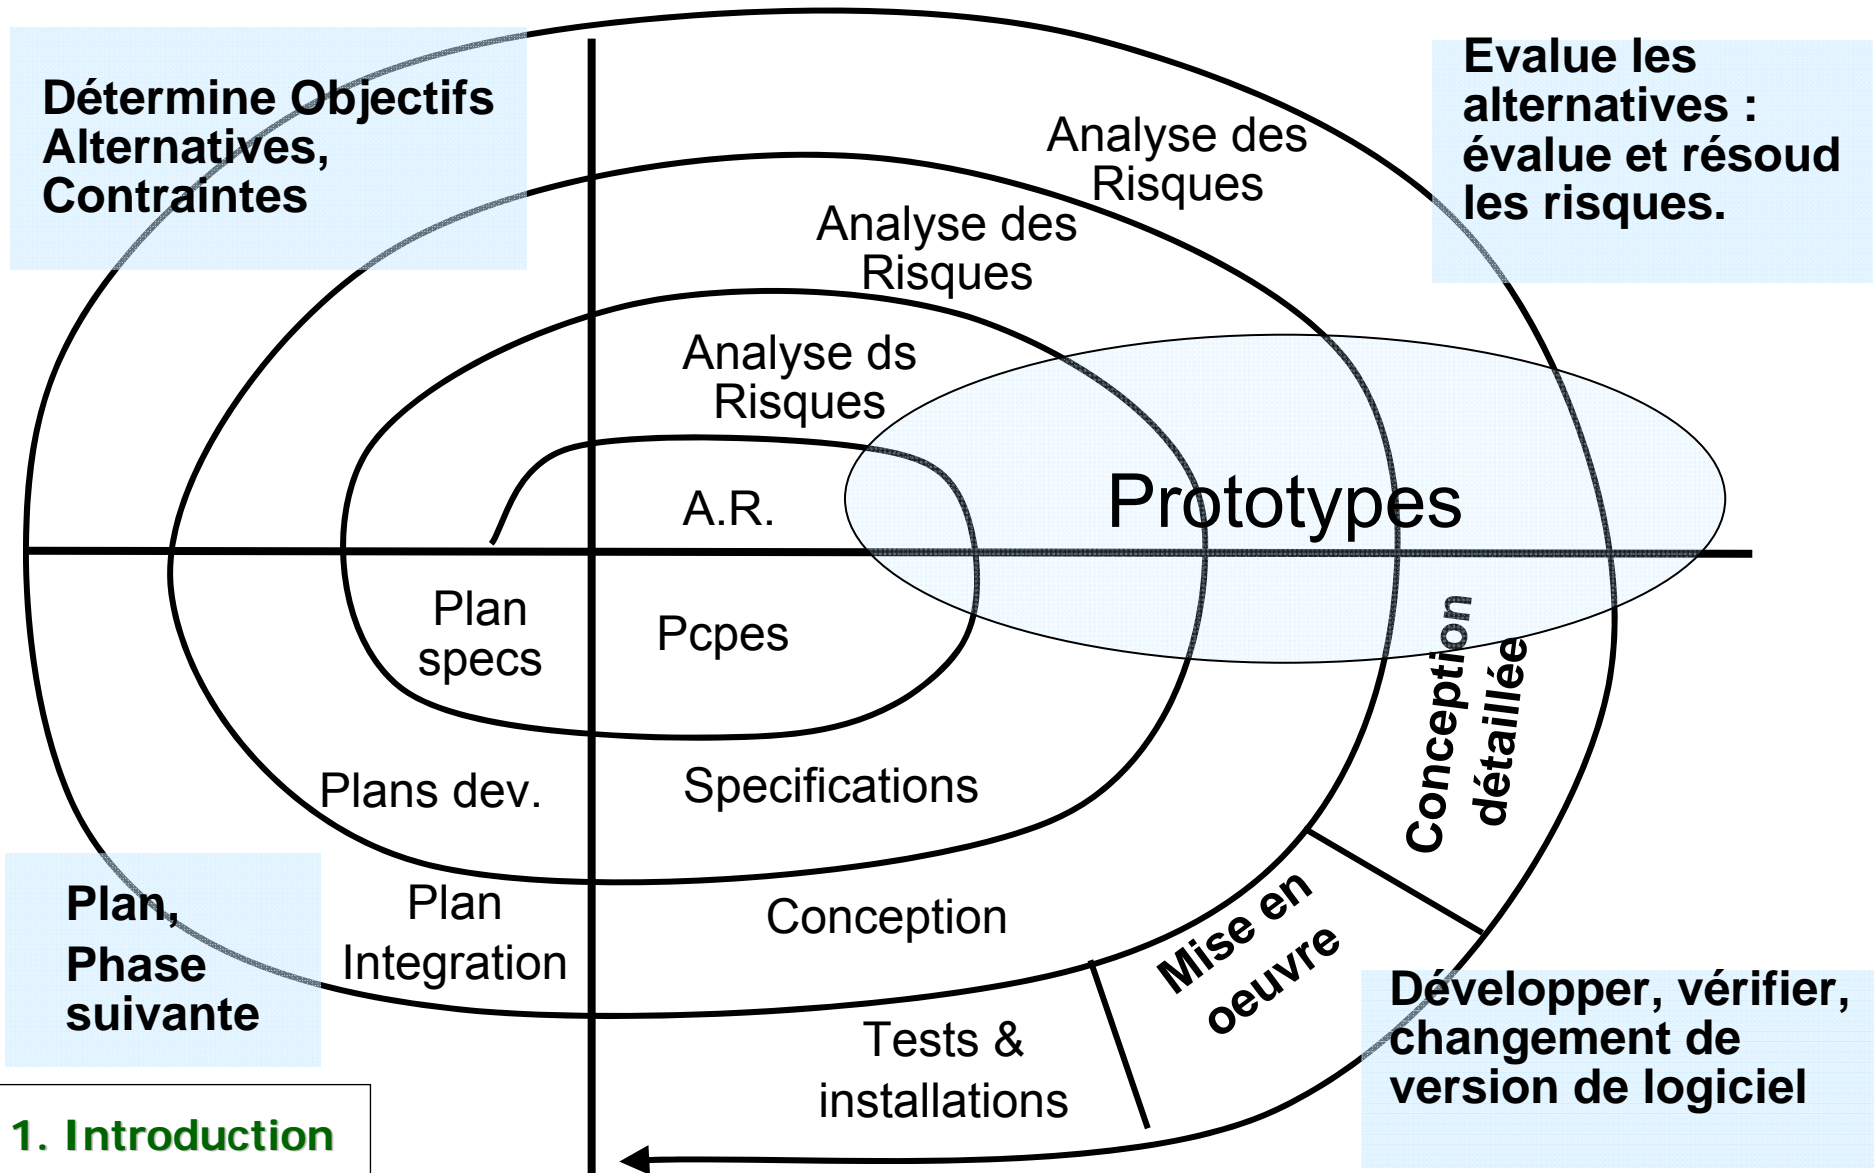 Détermine Objectifs
Alternatives,
Contraintes
Evalue les
alternatives :
évalue et résoud
les risques.
Analyse des
Risques
Analyse des
Risques
Analyse ds
Risques
A.R.
Prototypes
Plan
specs
Pcpes
Conception
détaillée
Plans dev.
Specifications
Plan,
Phase
suivante
Plan
Integration
Conception
Mise en
oeuvre
Développer, vérifier,
changement de
version de logiciel
Tests &
installations
1. Introduction